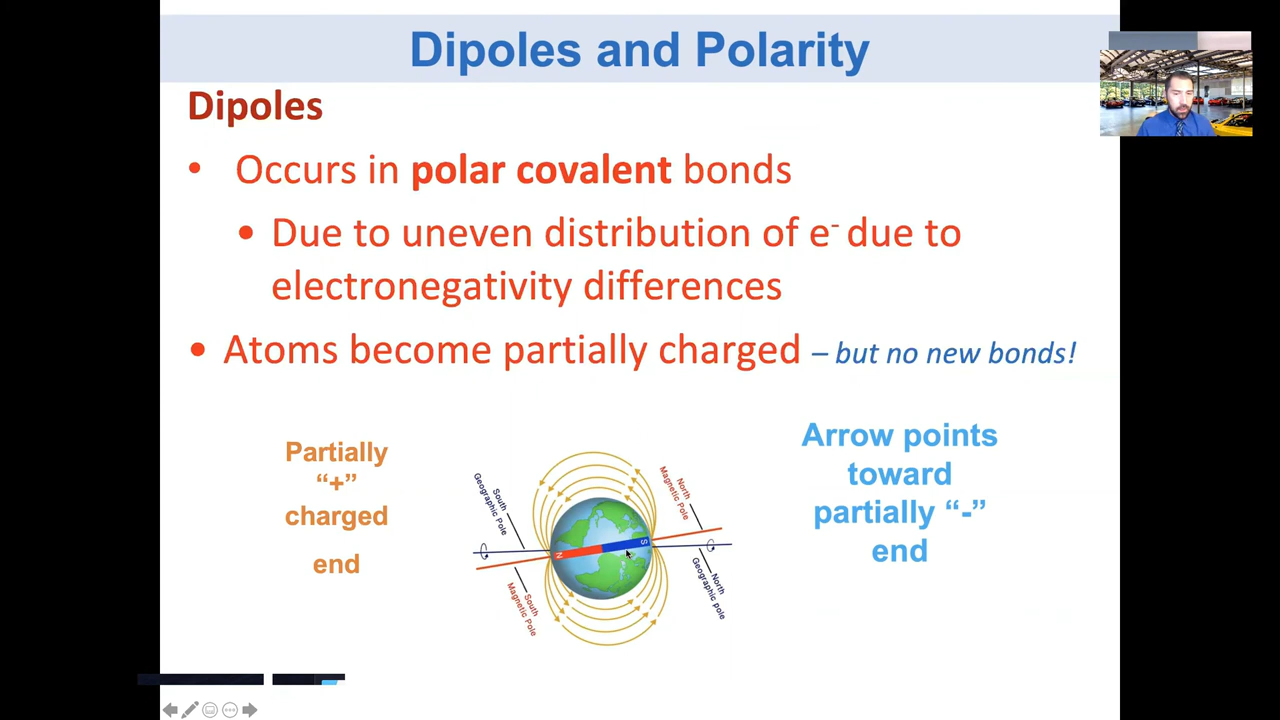 Dipoles and Polarity
Dipoles
• Occurs in polar covalent bonds
• Due to uneven distribution of e- due to
electronegativity differences
• Atoms become partially charged – but no new bonds!
Partially
“+”
charged
end
South
Geographic Pole
North
Magnetic Pole
N
S
South
Magnetic Pole
North
Geographic pole
Arrow points
toward
partially “-”
end